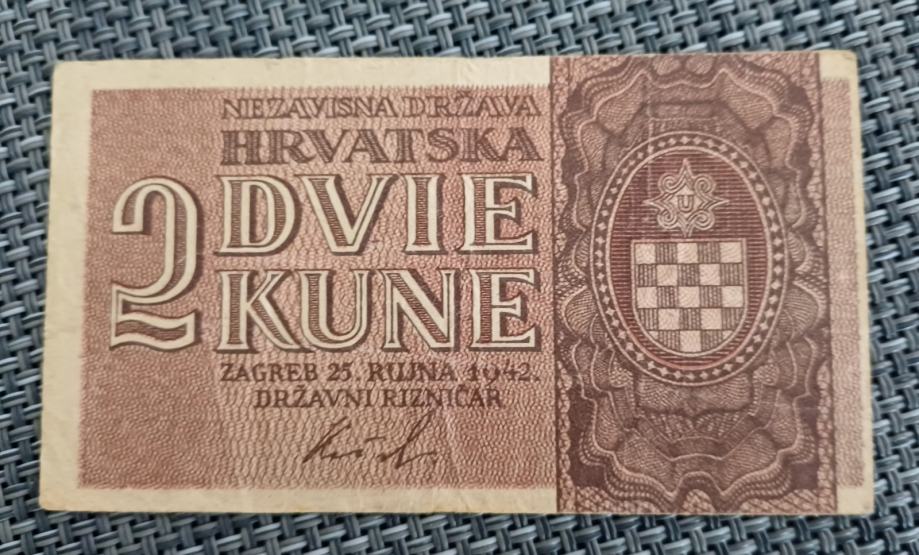 NEZAVISNA DRŽAVA
HRVATSKA
2
DVIE
KUNE
ZAGREB 25. RUJNA 1942.
DRŽAVNI RIZNIČAR
U